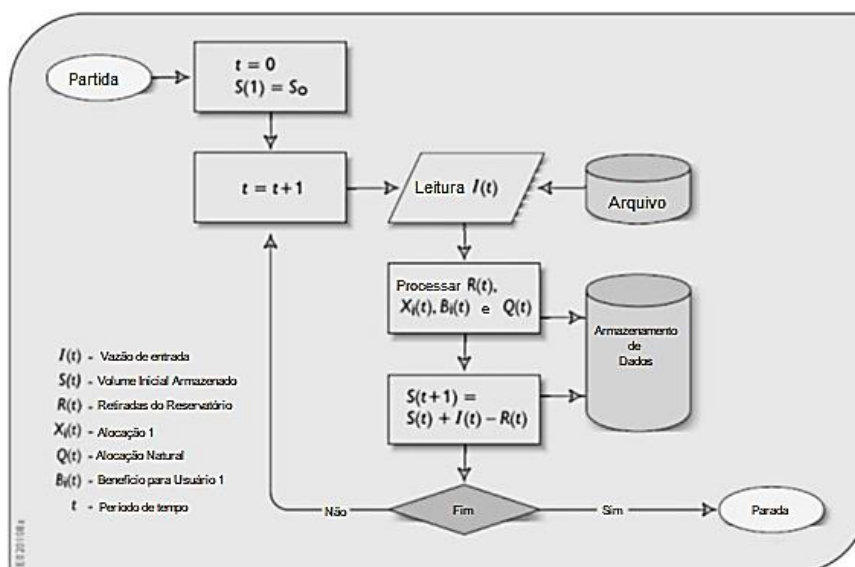 Partida
t = 0
S(1) = S₀
t = t+1
Leitura I(t)
Arquivo
Processar R(t),
Xᵢ(t), Bᵢ(t) e Q(t)
Armazenamento
de
Dados
S(t+1) =
S(t) + I(t) – R(t)
Não
Fim
Sim
Parada
I(t) - Vazão de entrada
S(t) - Volume Inicial Armazenado
R(t) - Retiradas do Reservatório
Xᵢ(t) - Alocação 1
Q(t) - Alocação Natural
Bᵢ(t) - Benefício para Usuário 1
t - Período de tempo
E020108a